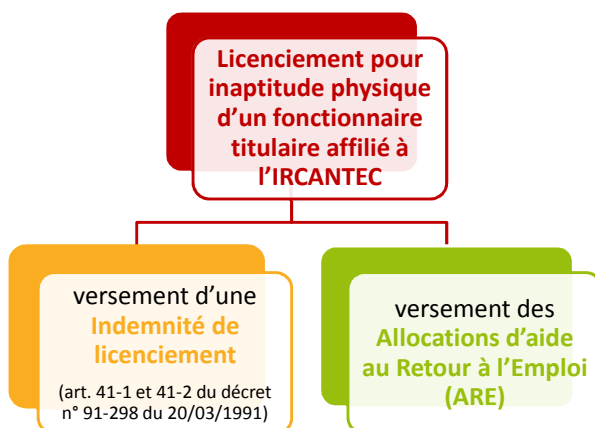 Licenciement pour
inaptitude physique
d’un fonctionnaire
titulaire affilié à
l’IRCANTEC
versement d’une
Indemnité de
licenciement
(art. 41-1 et 41-2 du décret
n° 91-298 du 20/03/1991)
versement des
Allocations d’aide
au Retour à l’Emploi
(ARE)